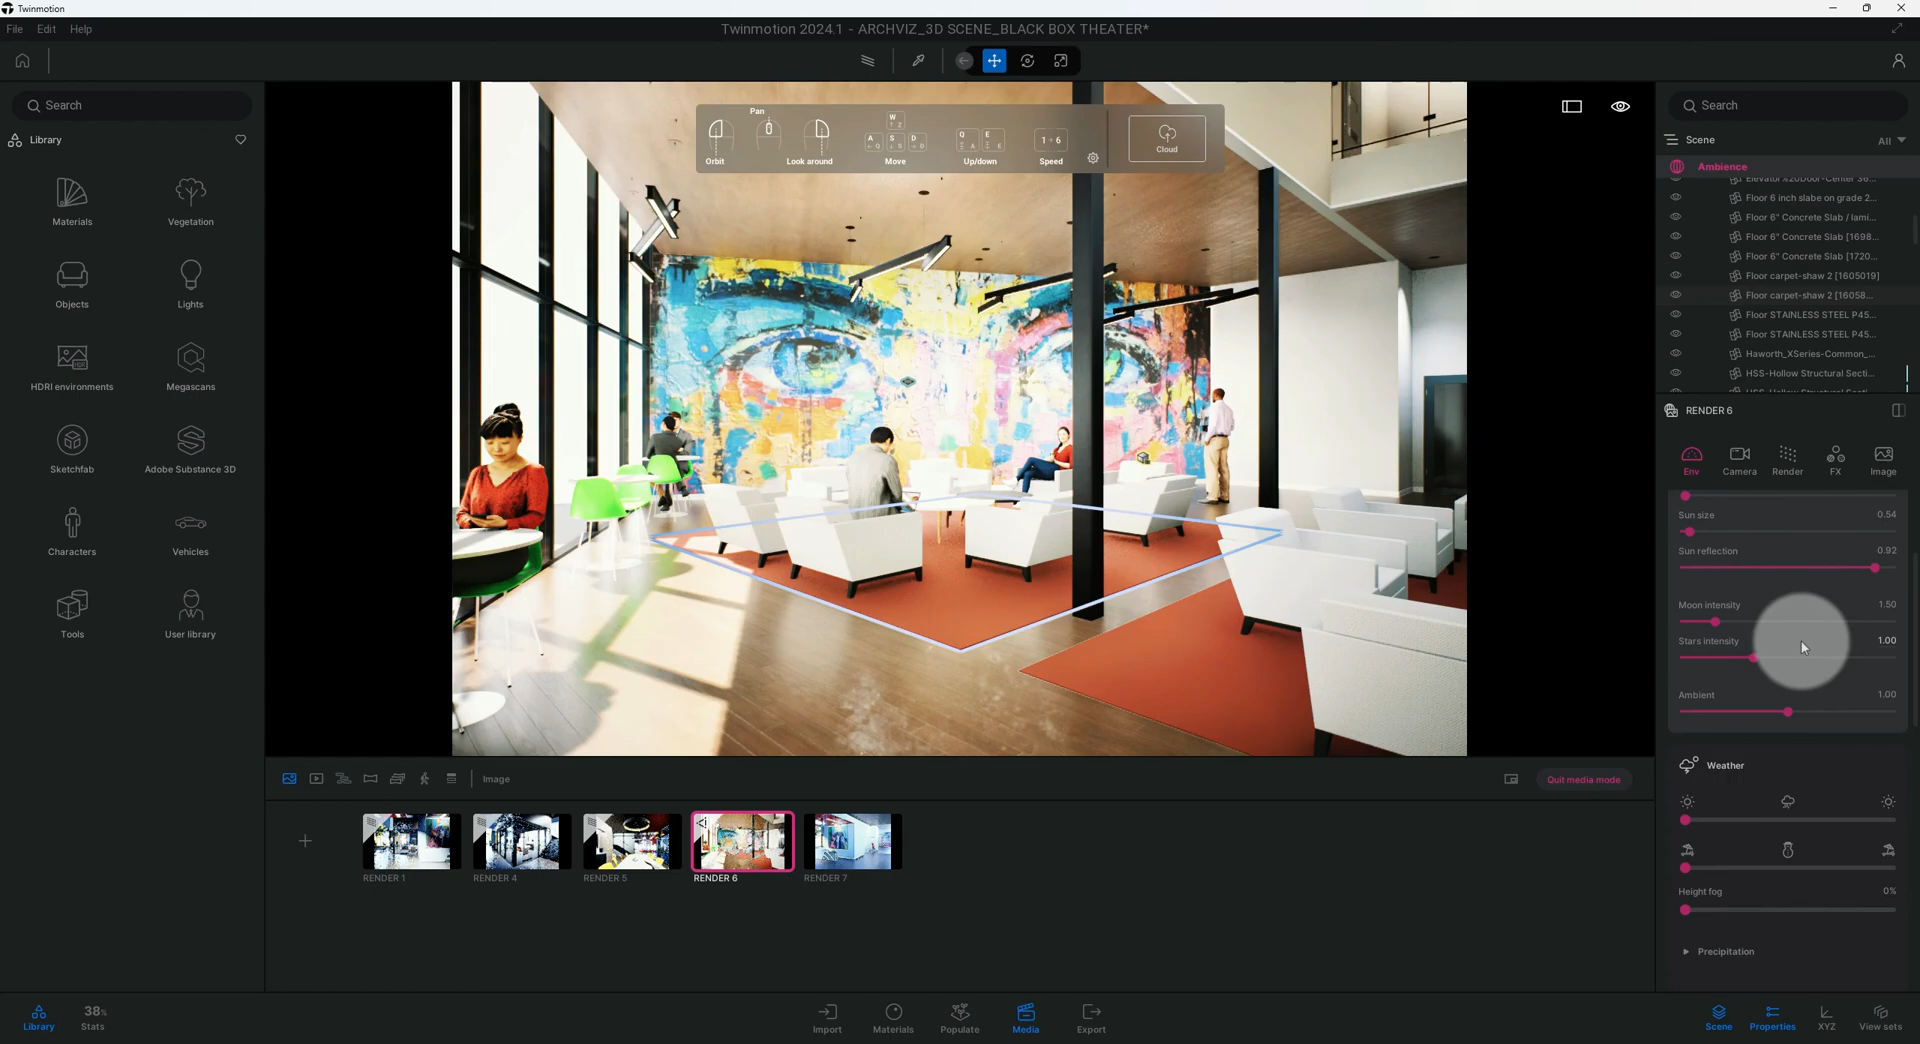 Twinmotion
File Edit Help
Twinmotion 2024.1 - ARCHVIZ_3D SCENE_BLACK BOX THEATER*
Search
Library
Materials
Vegetation
Objects
Lights
HDRI environments
Megascans
Sketchfab
Adobe Substance 3D
Characters
Vehicles
Tools
User library
Pan
Orbit
Look around
W
A S D
Move
Q E
Up/down
Speed
Cloud
Search
Scene
All
Ambience
Floor 6 inch slabe on grade 2...
Floor 6" Concrete Slab / lami...
Floor 6" Concrete Slab [1698...
Floor 6" Concrete Slab [1720...
Floor carpet-shaw 2 [1605019]
Floor carpet-shaw 2 [16058...
Floor STAINLESS STEEL P45...
Floor STAINLESS STEEL P45...
Haworth_XSeries-Common_...
HSS-Hollow Structural Secti...
RENDER 6
Env Camera Render FX Image
Sun size 0.54
Sun reflection 0.92
Moon intensity 1.50
Stars intensity 1.00
Ambient 1.00
Weather
Height fog 0%
Precipitation
Image
Quit media mode
RENDER 1
RENDER 4
RENDER 5
RENDER 6
RENDER 7
Library
38%
Stats
Import
Materials
Populate
Media
Export
Scene
Properties
XYZ
View sets